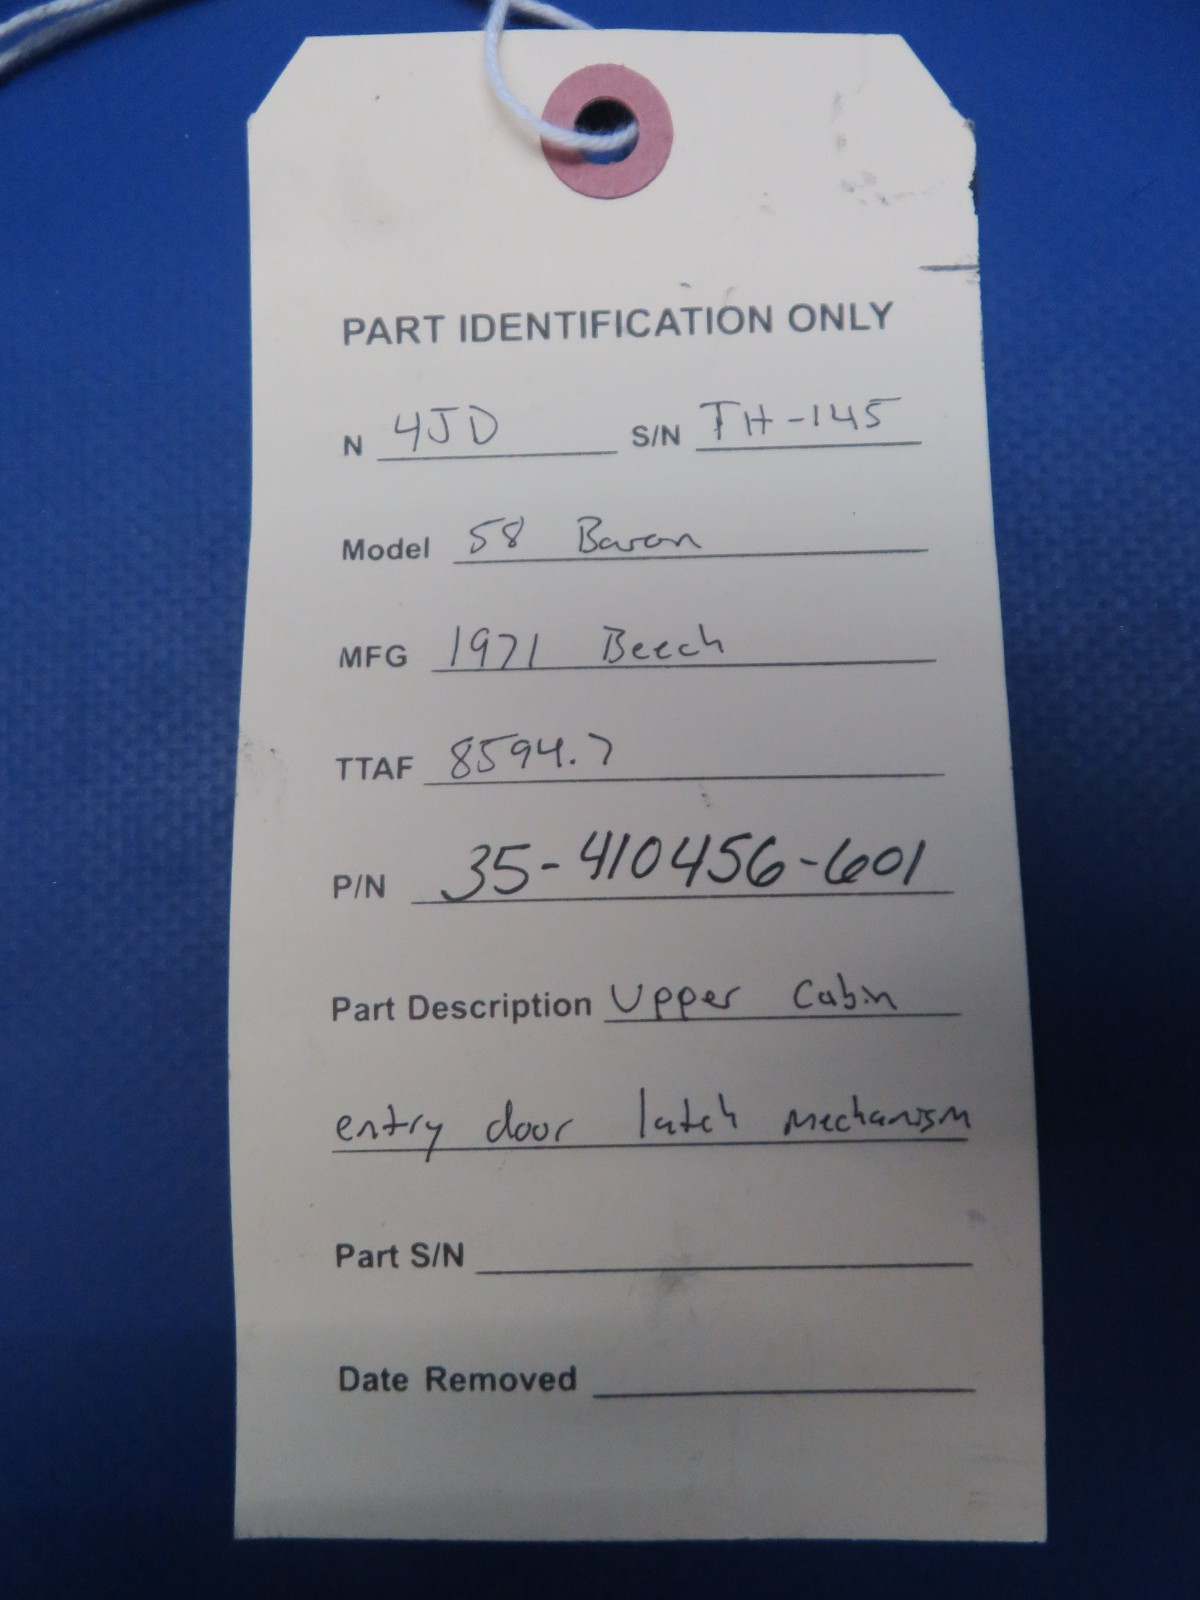 PART IDENTIFICATION ONLY
N 4JD S/N TH-145
Model 58 Baron
MFG 1971 Beech
TTAF 8594.7
P/N 35-410456-601
Part Description Upper Cabin
entry door latch mechanism
Part S/N
Date Removed